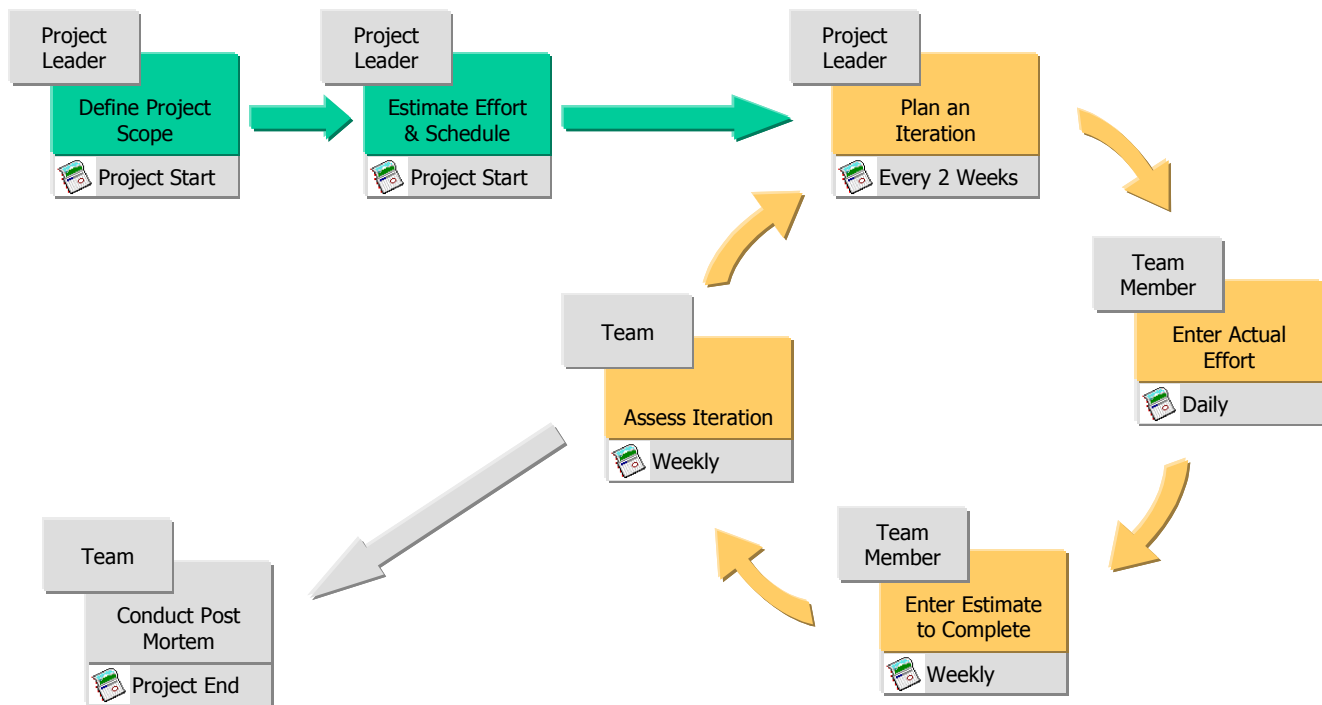 Project
Leader
Define Project
Scope
Project Start
Project
Leader
Estimate Effort
& Schedule
Project Start
Project
Leader
Plan an
Iteration
Every 2 Weeks
Team
Member
Enter Actual
Effort
Daily
Team
Member
Enter Estimate
to Complete
Weekly
Team
Assess Iteration
Weekly
Team
Conduct Post
Mortem
Project End